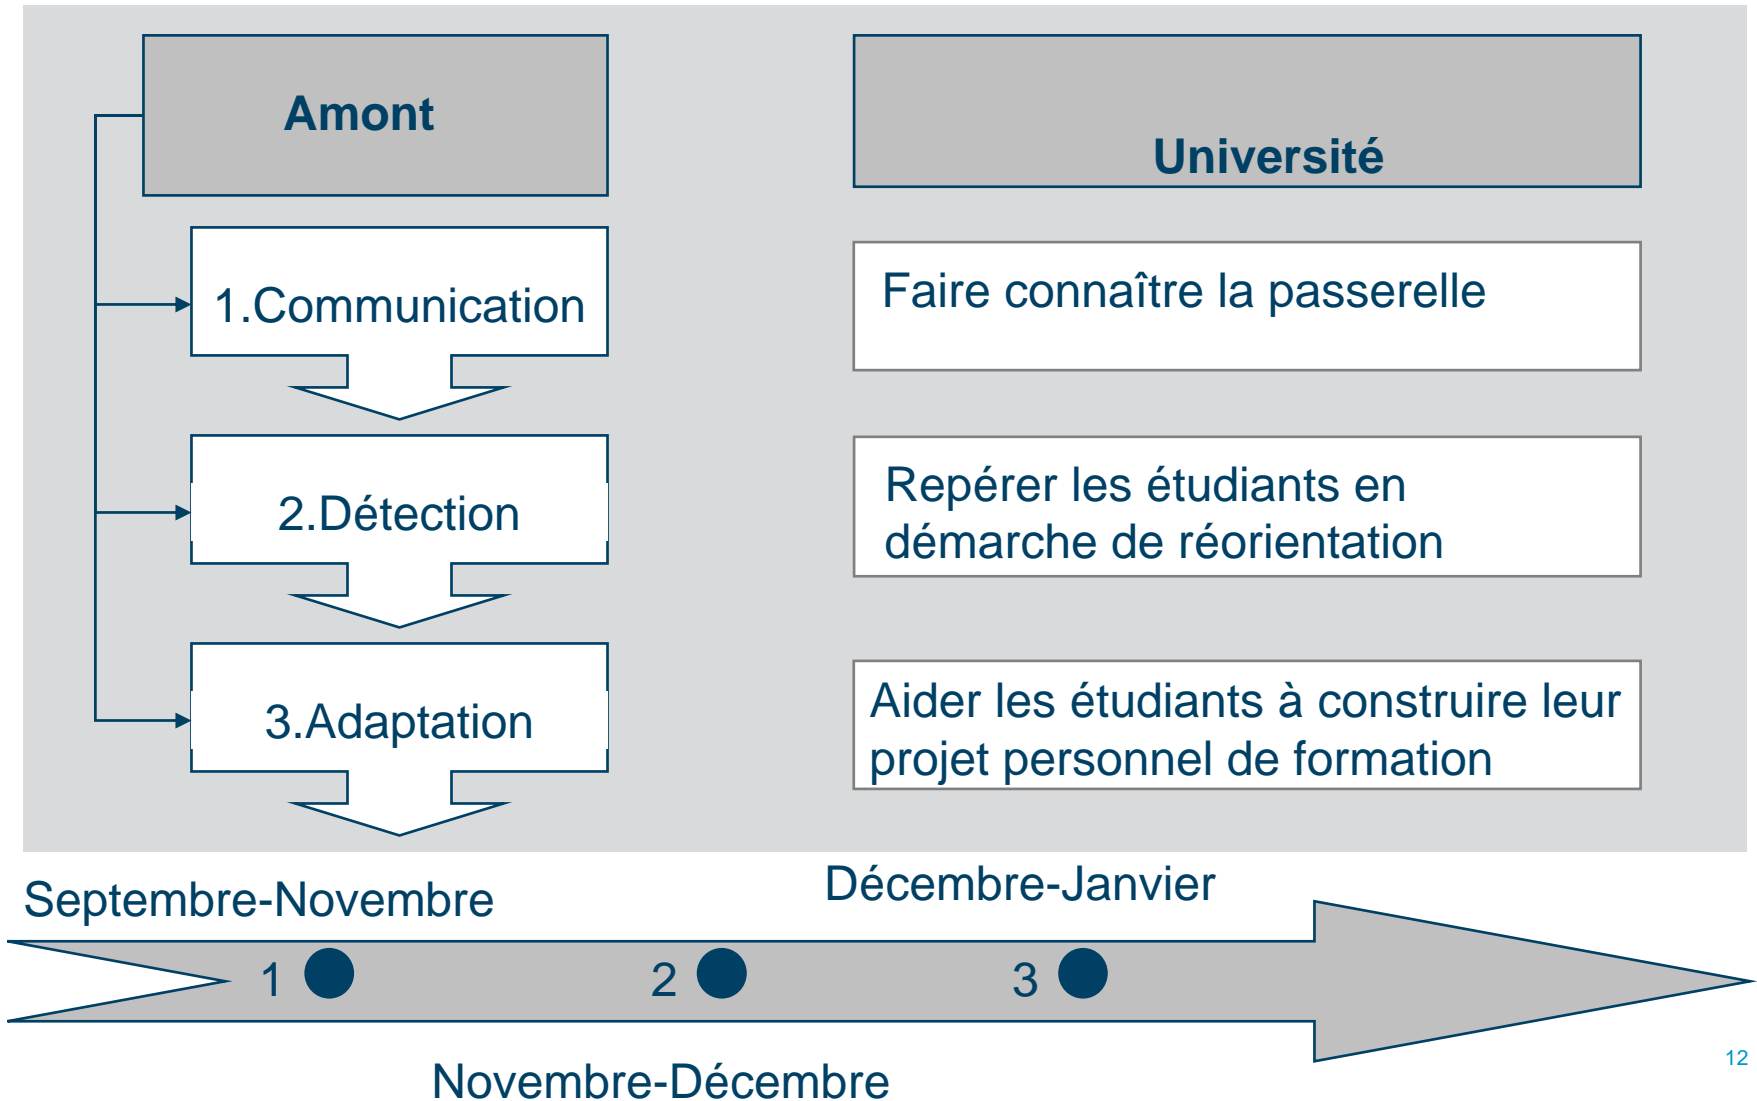 Amont
Université
1.Communication
Faire connaître la passerelle
2.Détection
Repérer les étudiants en
démarche de réorientation
3.Adaptation
Aider les étudiants à construire leur
projet personnel de formation
Septembre-Novembre
Décembre-Janvier
1
2
3
Novembre-Décembre
12